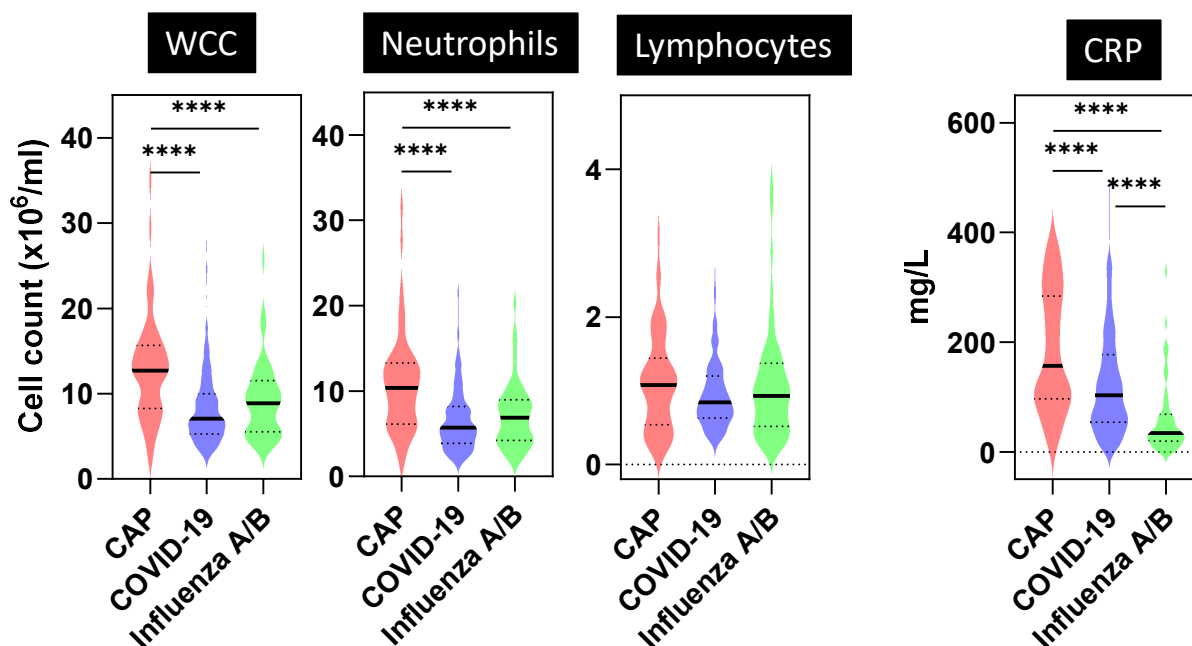 WCC
Neutrophils
Lymphocytes
CRP
Cell count (x10⁶/ml)
40
30
20
10
0
****
****
CAP
COVID-19
Influenza A/B
40
30
20
10
0
****
****
CAP
COVID-19
Influenza A/B
4
2
0
CAP
COVID-19
Influenza A/B
mg/L
600
400
200
0
****
****
****
CAP
COVID-19
Influenza A/B